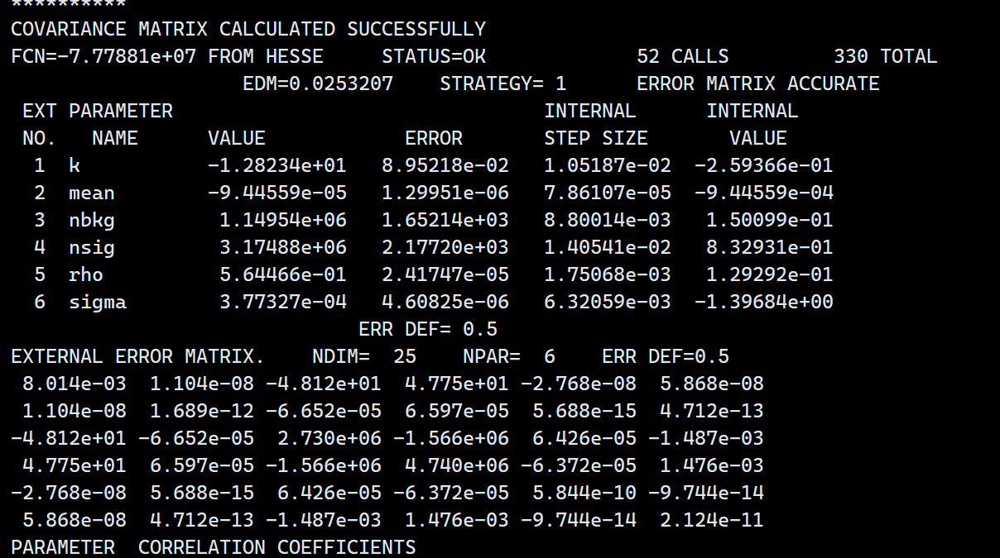 **********
COVARIANCE MATRIX CALCULATED SUCCESSFULLY
FCN=-7.77881e+07 FROM HESSE     STATUS=OK             52 CALLS         330 TOTAL
                    EDM=0.0253207    STRATEGY= 1      ERROR MATRIX ACCURATE
 EXT PARAMETER                                INTERNAL      INTERNAL
 NO.   NAME      VALUE            ERROR       STEP SIZE       VALUE
  1  k           -1.28234e+01   8.95218e-02   1.05187e-02  -2.59366e-01
  2  mean        -9.44559e-05   1.29951e-06   7.86107e-05  -9.44559e-04
  3  nbkg         1.14954e+06   1.65214e+03   8.80014e-03   1.50099e-01
  4  nsig         3.17488e+06   2.17720e+03   1.40541e-02   8.32931e-01
  5  rho          5.64466e-01   2.41747e-05   1.75068e-03   1.29292e-01
  6  sigma        3.77327e-04   4.60825e-06   6.32059e-03  -1.39684e+00
                              ERR DEF= 0.5
EXTERNAL ERROR MATRIX.    NDIM=  25    NPAR=  6    ERR DEF=0.5
 8.014e-03  1.104e-08 -4.812e+01  4.775e+01 -2.768e-08  5.868e-08
 1.104e-08  1.689e-12 -6.652e-05  6.597e-05  5.688e-15  4.712e-13
-4.812e+01 -6.652e-05  2.730e+06 -1.566e+06  6.426e-05 -1.487e-03
 4.775e+01  6.597e-05 -1.566e+06  4.740e+06 -6.372e-05  1.476e-03
-2.768e-08  5.688e-15  6.426e-05 -6.372e-05  5.844e-10 -9.744e-14
 5.868e-08  4.712e-13 -1.487e-03  1.476e-03 -9.744e-14  2.124e-11
PARAMETER  CORRELATION COEFFICIENTS